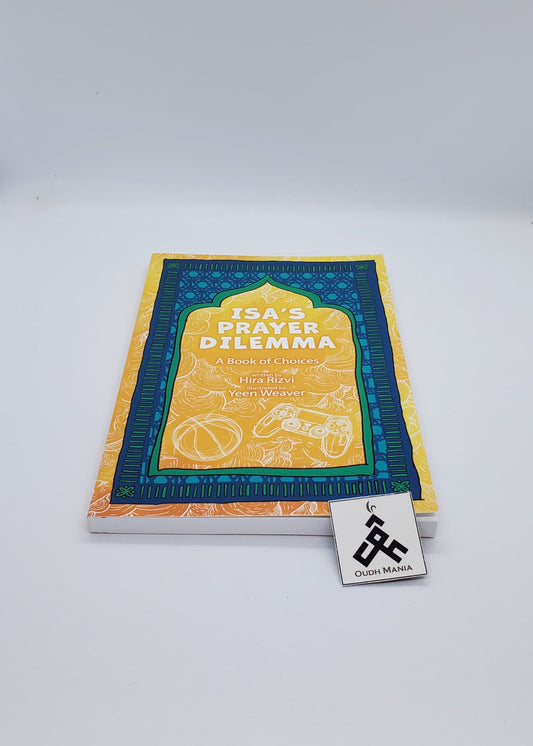 ISA'S
PRAYER
DILEMMA
A Book of Choices
written by
Hira Rizvi
illustrated by
Yeen Weaver
OUDH MANIA